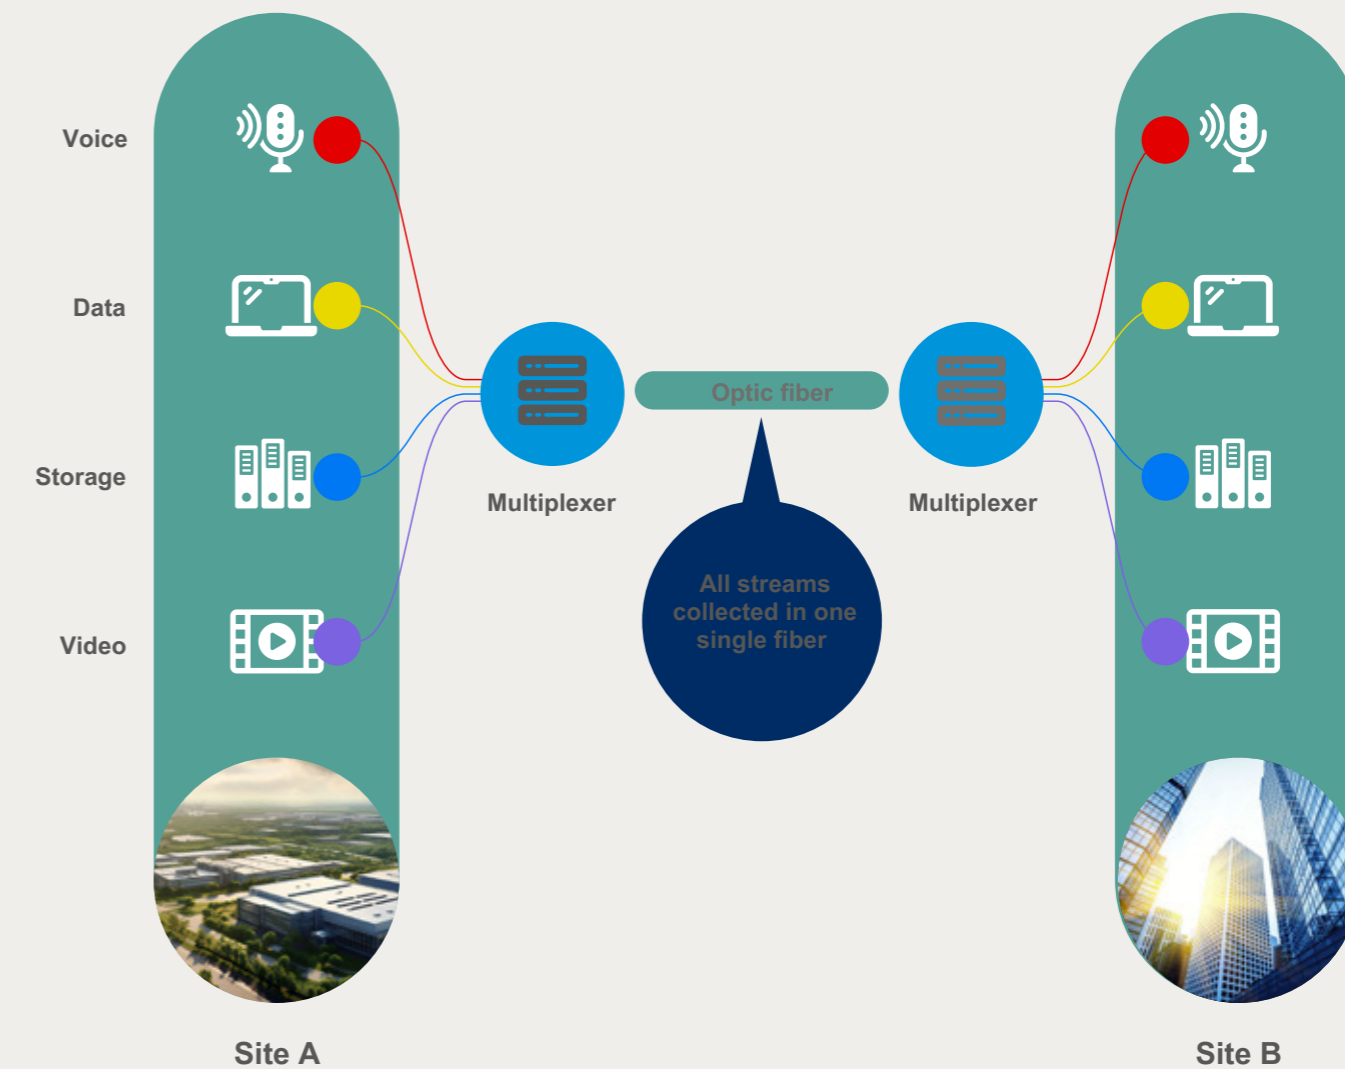 Voice
Data
Storage
Video
Multiplexer
Optic fiber
Multiplexer
All streams
collected in one
single fiber
Site A
Site B